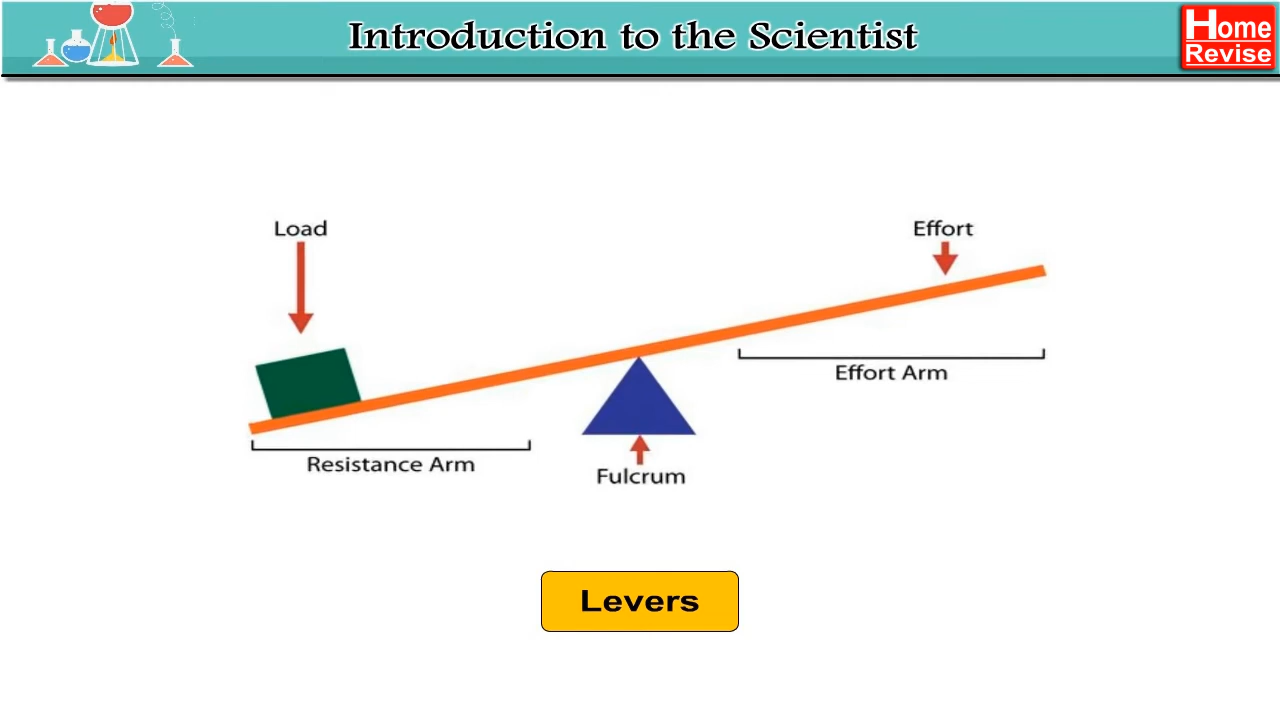 Introduction to the Scientist
Home
Revise
Load
Effort
Effort Arm
Resistance Arm
Fulcrum
Levers